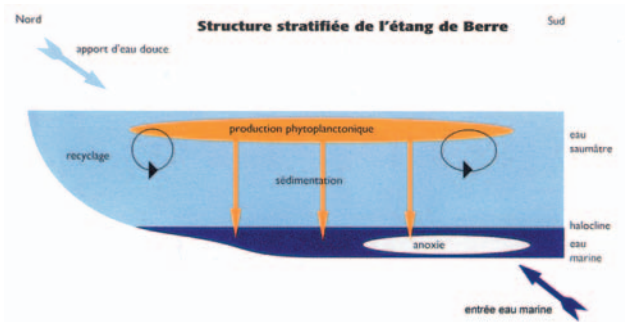 Nord
Structure stratifiée de l'étang de Berre
Sud
apport d'eau douce
production phytoplanctonique
eau
saumâtre
recyclage
sédimentation
halocline
anoxie
eau
marine
entrée eau marine